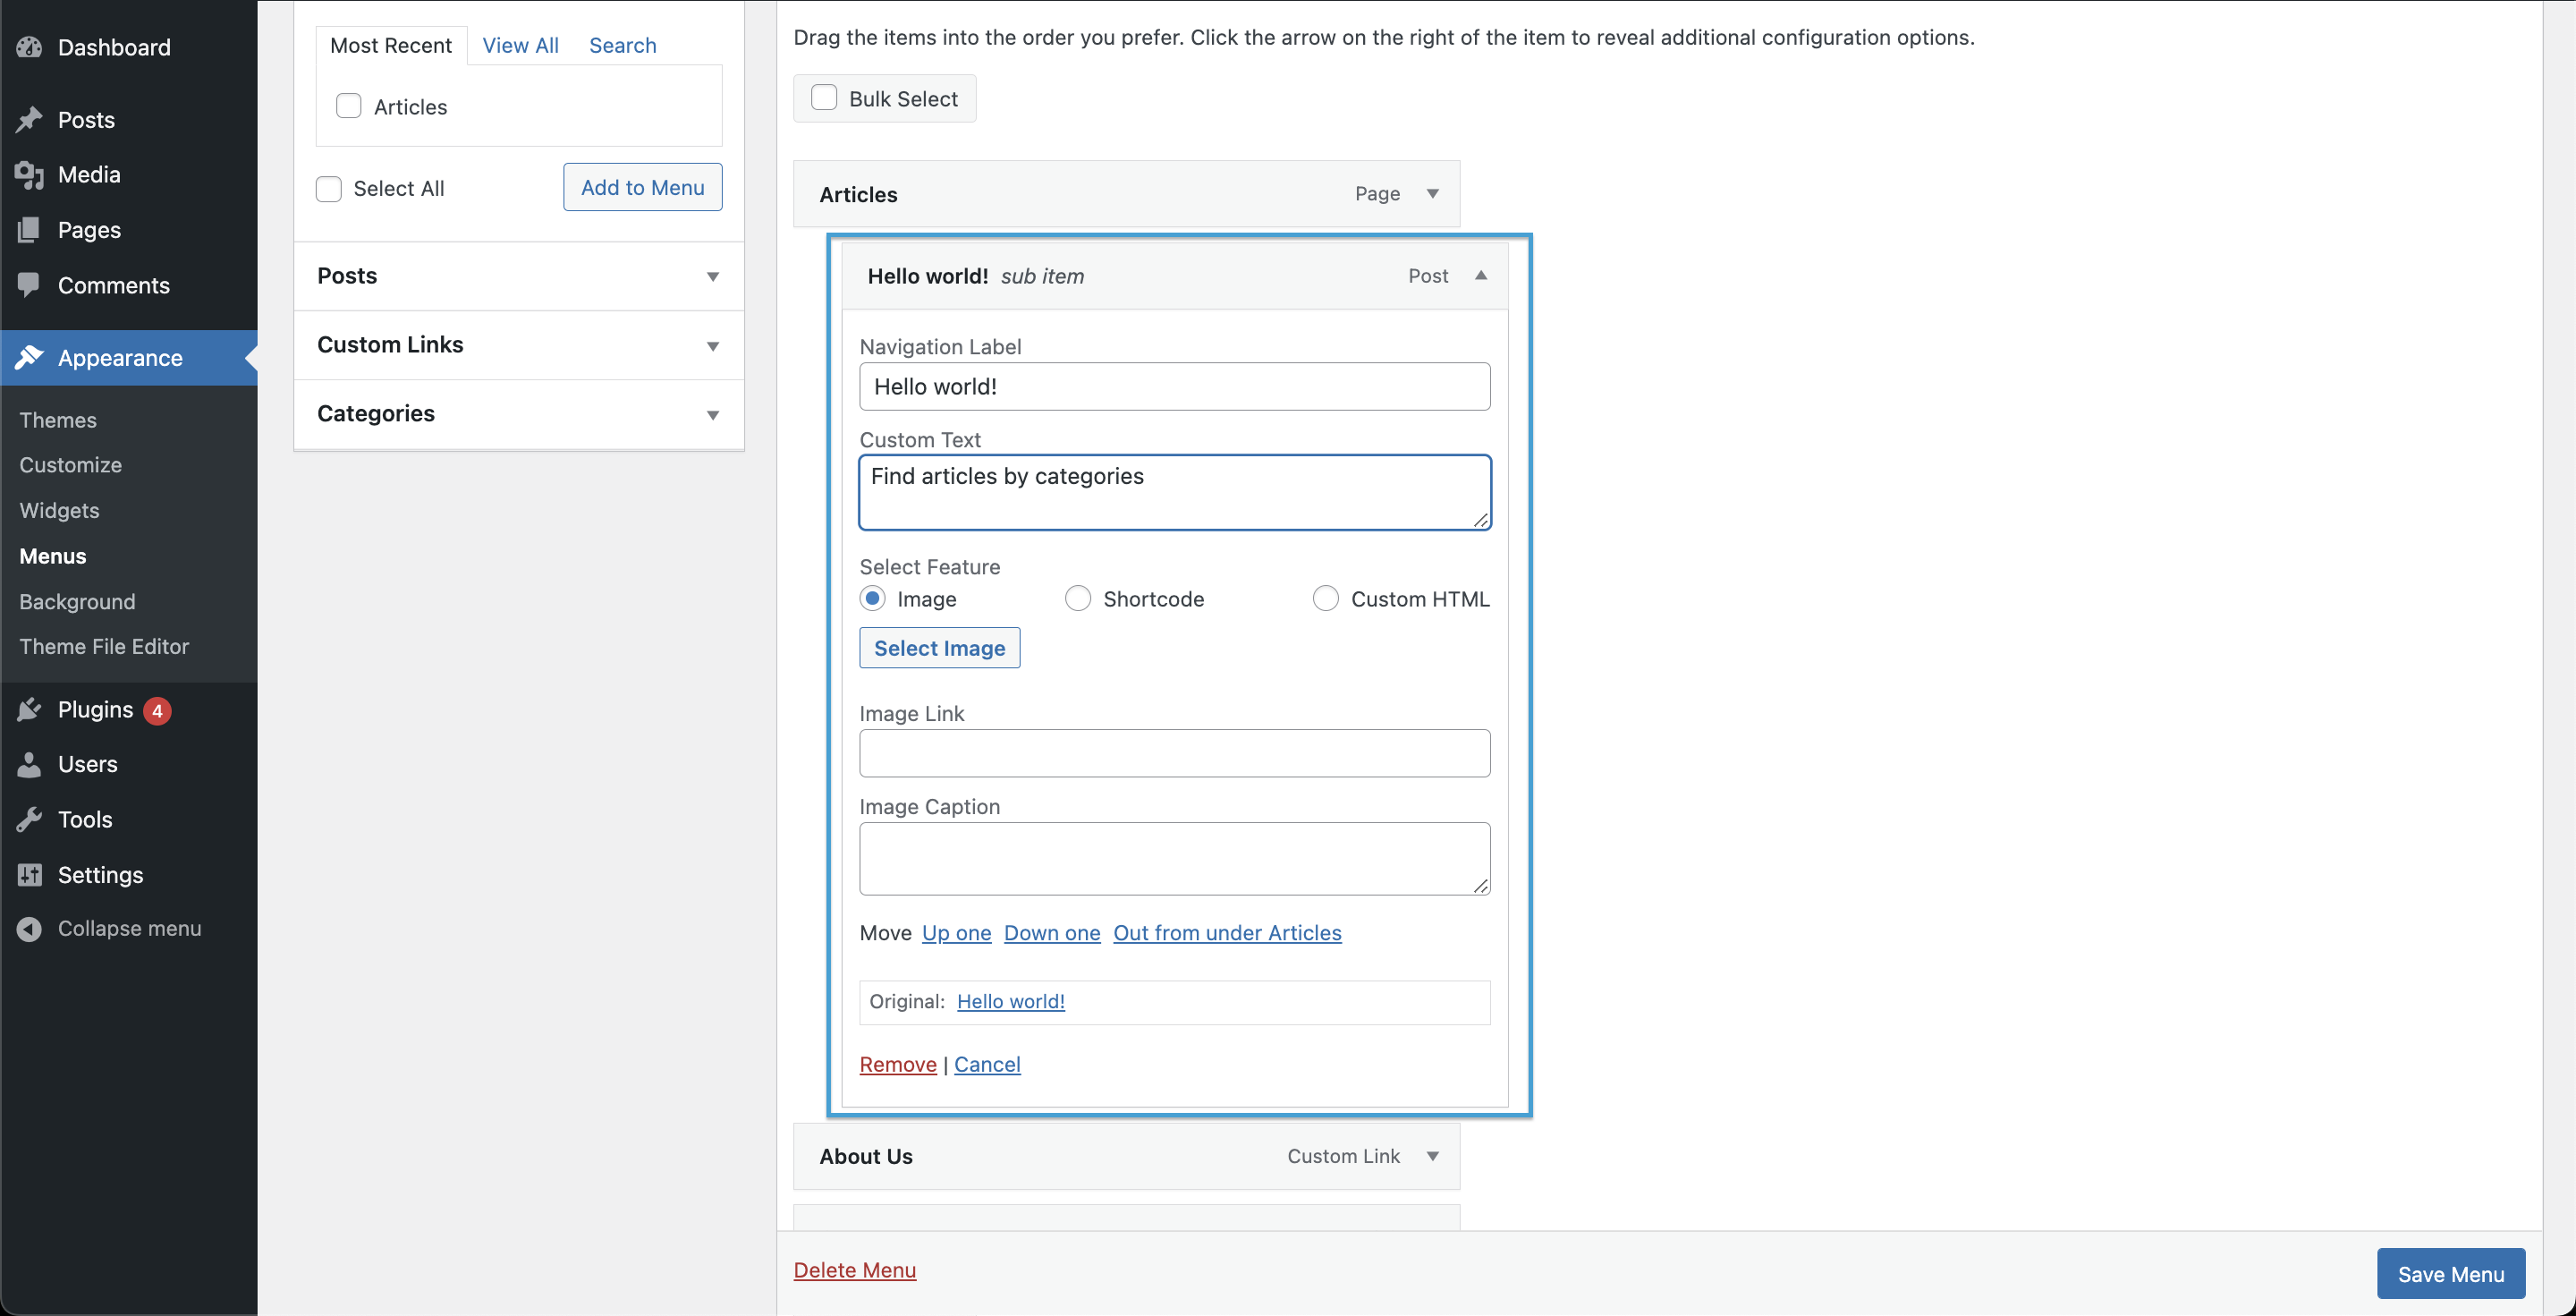 Dashboard
Posts
Media
Pages
Comments
Appearance
Themes
Customize
Widgets
Menus
Background
Theme File Editor
Plugins 4
Users
Tools
Settings
Collapse menu
Most Recent View All Search
Articles
Select All Add to Menu
Posts
Custom Links
Categories
Drag the items into the order you prefer. Click the arrow on the right of the item to reveal additional configuration options.
Bulk Select
Articles Page
Hello world! sub item Post
Navigation Label
Hello world!
Custom Text
Find articles by categories
Select Feature
Image Shortcode Custom HTML
Select Image
Image Link
Image Caption
Move Up one Down one Out from under Articles
Original: Hello world!
Remove | Cancel
About Us Custom Link
Delete Menu Save Menu